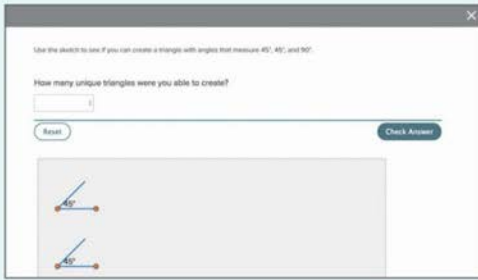 Use the sketch to see if you can create a triangle with angles that measure 45°, 45°, and 90°.
How many unique triangles were you able to create?
Reset
Check Answer
45°
45°